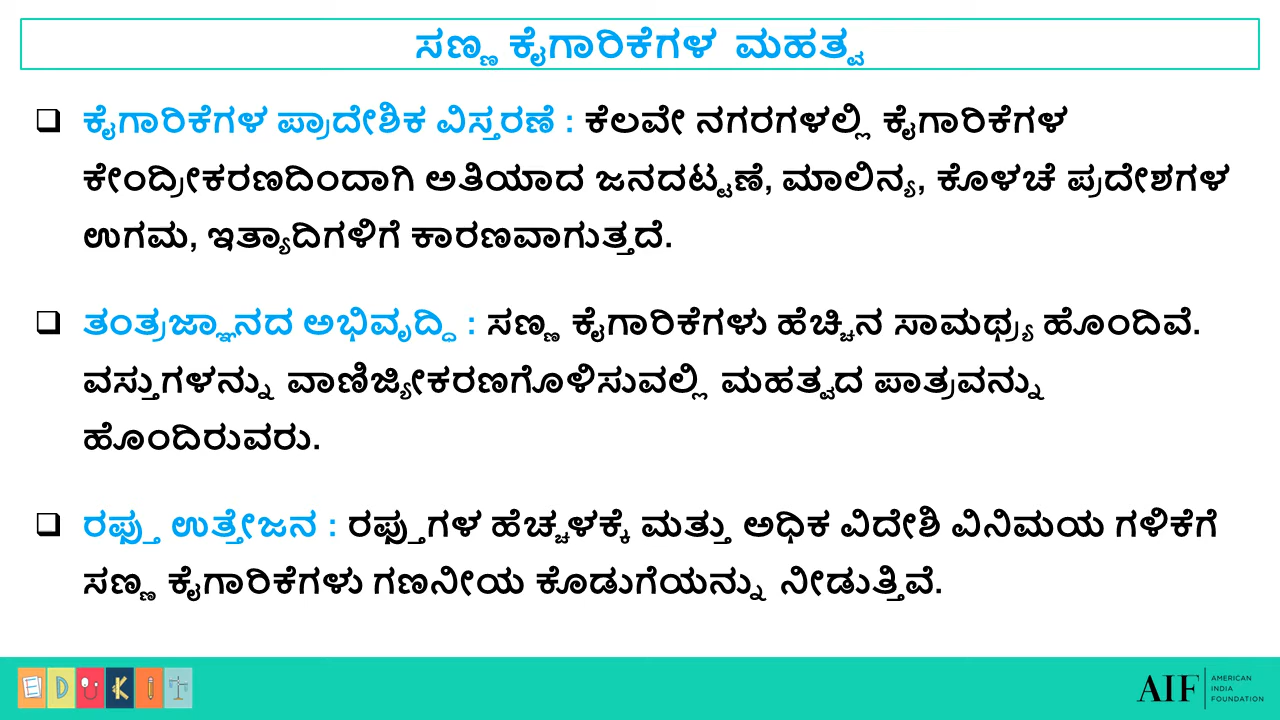 ಸಣ್ಣ ಕೈಗಾರಿಕೆಗಳ ಮಹತ್ವ
❑ ಕೈಗಾರಿಕೆಗಳ ಪ್ರಾದೇಶಿಕ ವಿಸ್ತರಣೆ : ಕೆಲವೇ ನಗರಗಳಲ್ಲಿ ಕೈಗಾರಿಕೆಗಳ
ಕೇಂದ್ರೀಕರಣದಿಂದಾಗಿ ಅತಿಯಾದ ಜನದಟ್ಟಣೆ, ಮಾಲಿನ್ಯ, ಕೊಳಚೆ ಪ್ರದೇಶಗಳ
ಉಗಮ, ಇತ್ಯಾದಿಗಳಿಗೆ ಕಾರಣವಾಗುತ್ತದೆ.
❑ ತಂತ್ರಜ್ಞಾನದ ಅಭಿವೃದ್ಧಿ : ಸಣ್ಣ ಕೈಗಾರಿಕೆಗಳು ಹೆಚ್ಚಿನ ಸಾಮಥ್ರ್ಯ ಹೊಂದಿವೆ.
ವಸ್ತುಗಳನ್ನು ವಾಣಿಜ್ಯೀಕರಣಗೊಳಿಸುವಲ್ಲಿ ಮಹತ್ವದ ಪಾತ್ರವನ್ನು
ಹೊಂದಿರುವರು.
❑ ರಫ್ತು ಉತ್ತೇಜನ : ರಫ್ತುಗಳ ಹೆಚ್ಚಳಕ್ಕೆ ಮತ್ತು ಅಧಿಕ ವಿದೇಶಿ ವಿನಿಮಯ ಗಳಿಕೆಗೆ
ಸಣ್ಣ ಕೈಗಾರಿಕೆಗಳು ಗಣನೀಯ ಕೊಡುಗೆಯನ್ನು ನೀಡುತ್ತಿವೆ.
EDUKIT
AIF AMERICAN
INDIA
FOUNDATION